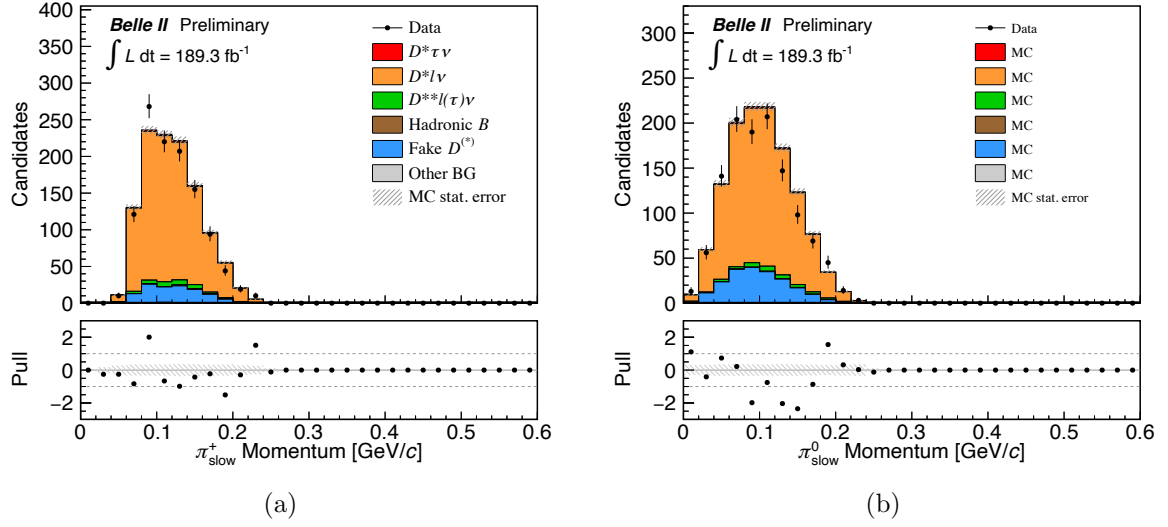 Belle II Preliminary
∫ L dt = 189.3 fb⁻¹
Data
D*τν
D*lν
D**l(τ)ν
Hadronic B
Fake D⁽*⁾
Other BG
MC stat. error
Candidates
400
350
300
250
200
150
100
50
0
Pull
2
0
−2
0 0.1 0.2 0.3 0.4 0.5 0.6
π⁺slow Momentum [GeV/c]
(a)
Belle II Preliminary
∫ L dt = 189.3 fb⁻¹
Data
MC
MC
MC
MC
MC
MC
MC stat. error
Candidates
300
250
200
150
100
50
0
Pull
2
0
−2
0 0.1 0.2 0.3 0.4 0.5 0.6
π⁰slow Momentum [GeV/c]
(b)